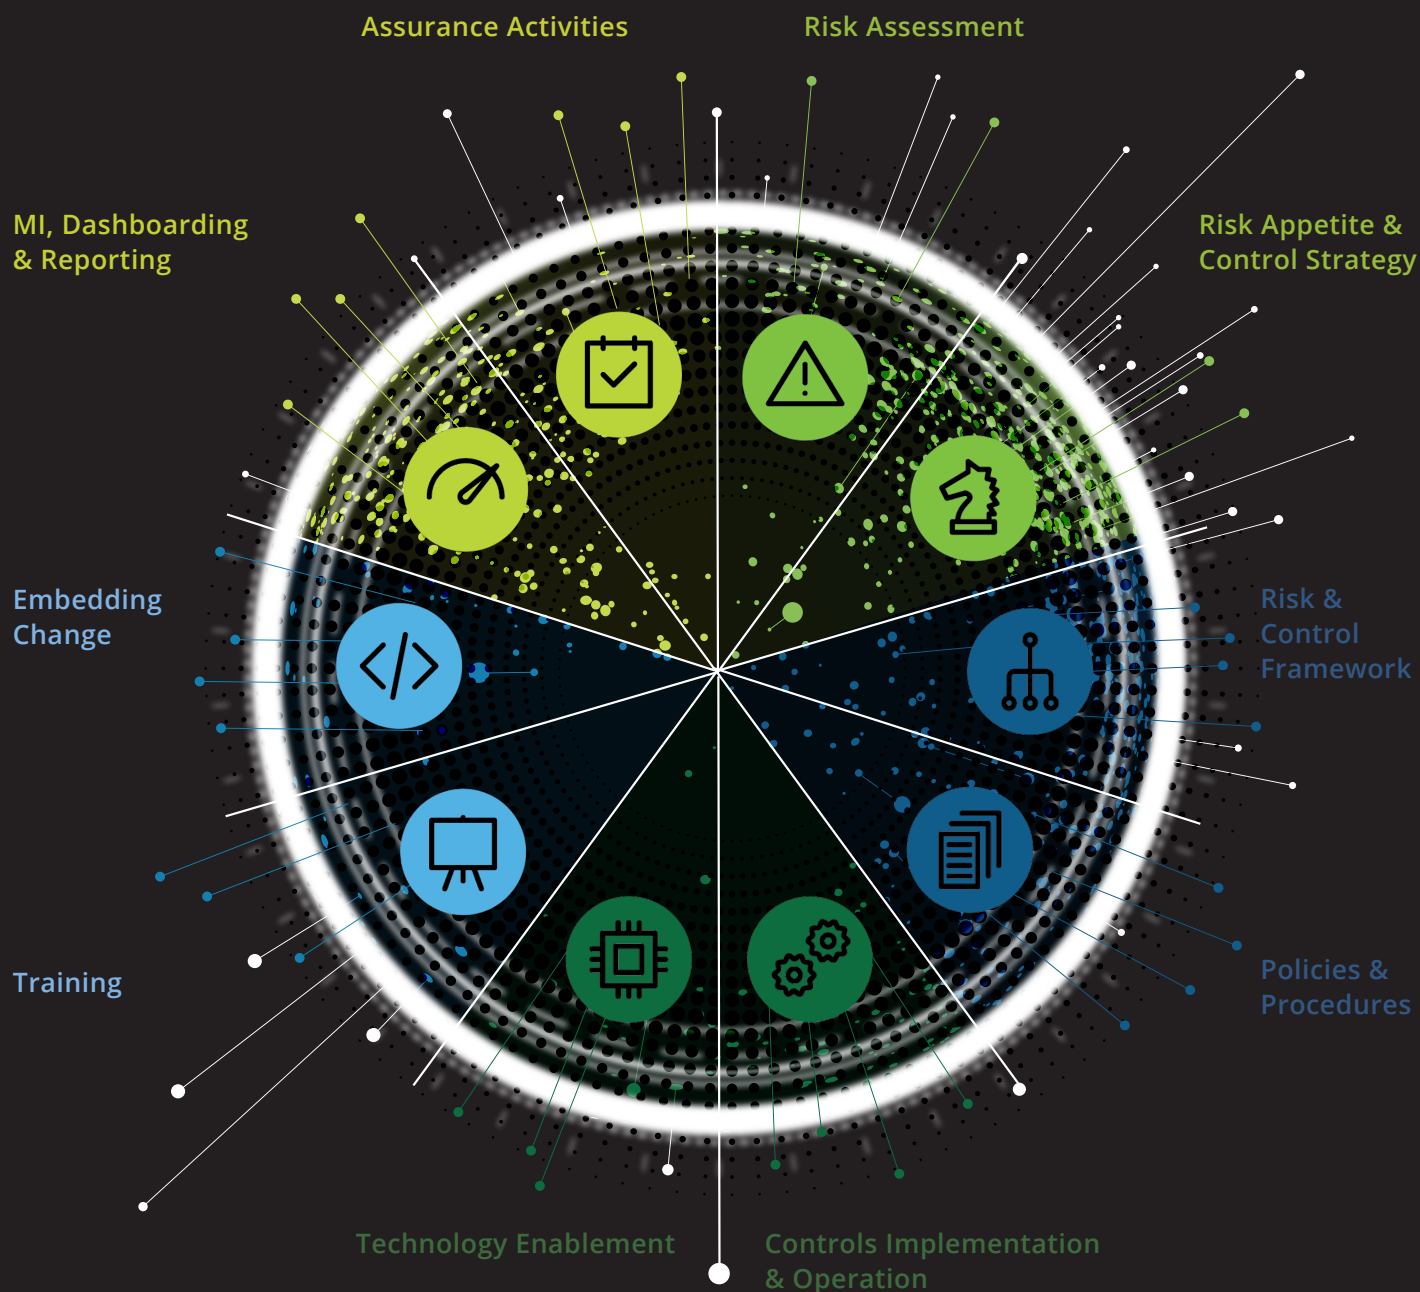 Assurance Activities
Risk Assessment
MI, Dashboarding
& Reporting
Risk Appetite &
Control Strategy
Embedding
Change
Risk &
Control
Framework
Training
Policies &
Procedures
Technology Enablement
Controls Implementation
& Operation